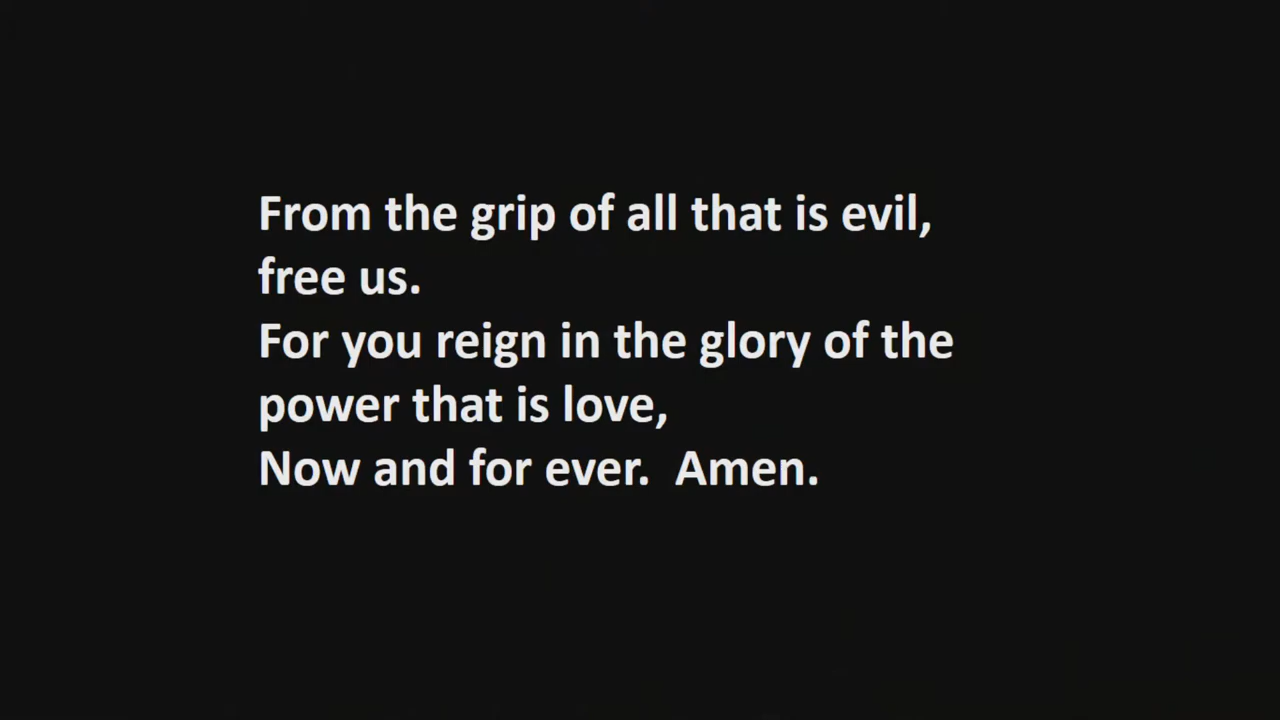 From the grip of all that is evil,
free us.
For you reign in the glory of the
power that is love,
Now and for ever.  Amen.